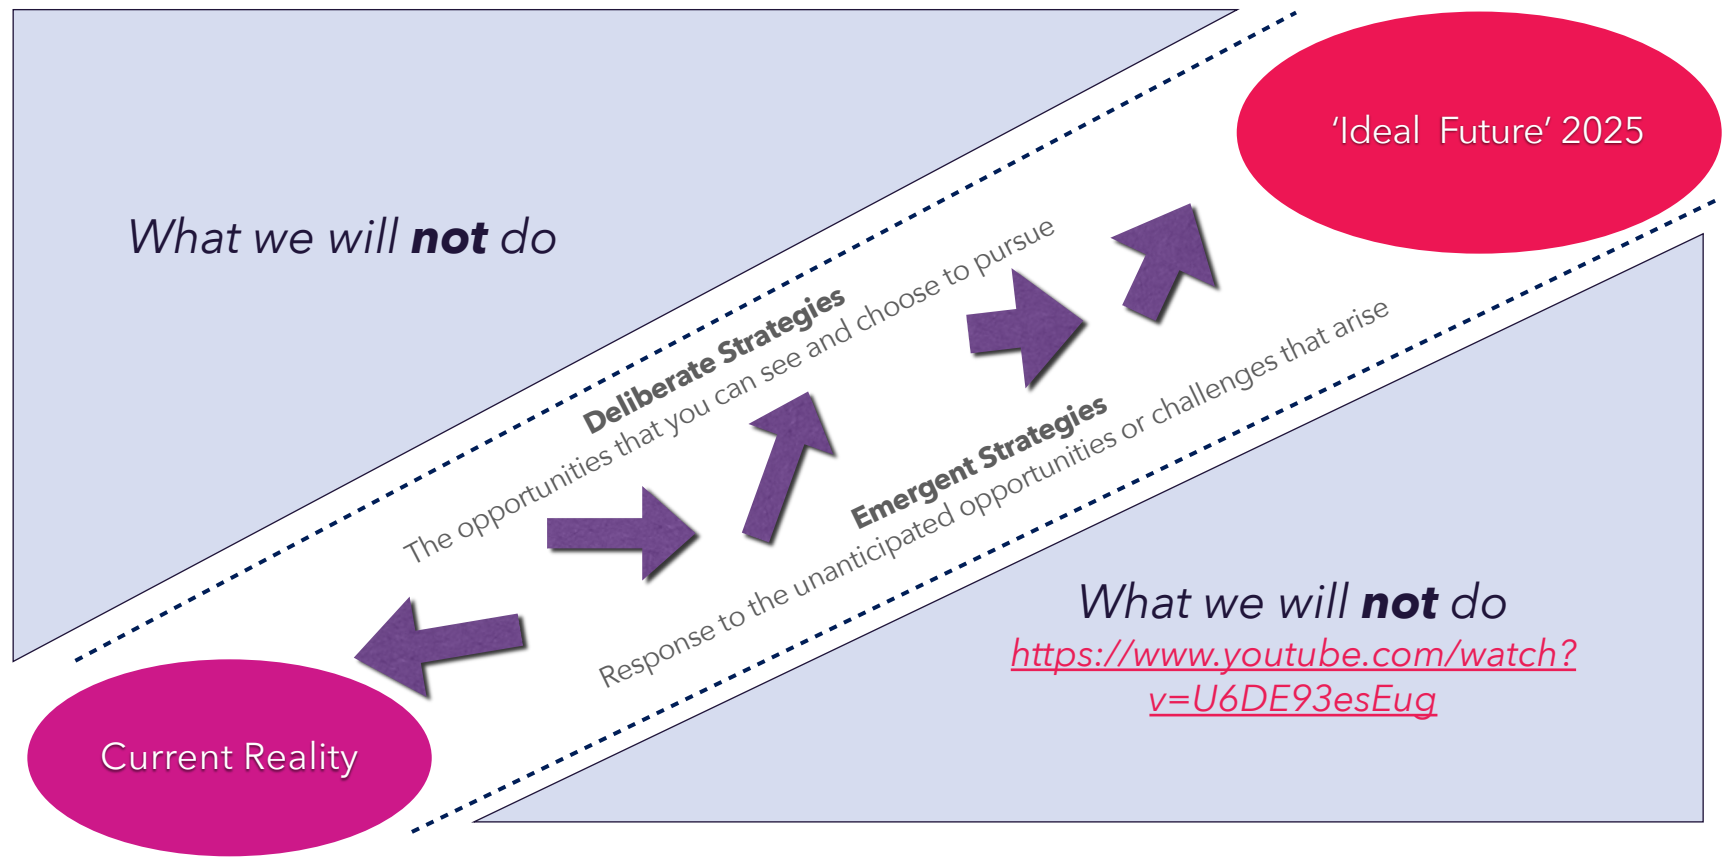 ‘Ideal Future’ 2025
What we will not do
Deliberate Strategies
The opportunities that you can see and choose to pursue
Emergent Strategies
Response to the unanticipated opportunities or challenges that arise
What we will not do
https://www.youtube.com/watch?
v=U6DE93esEug
Current Reality